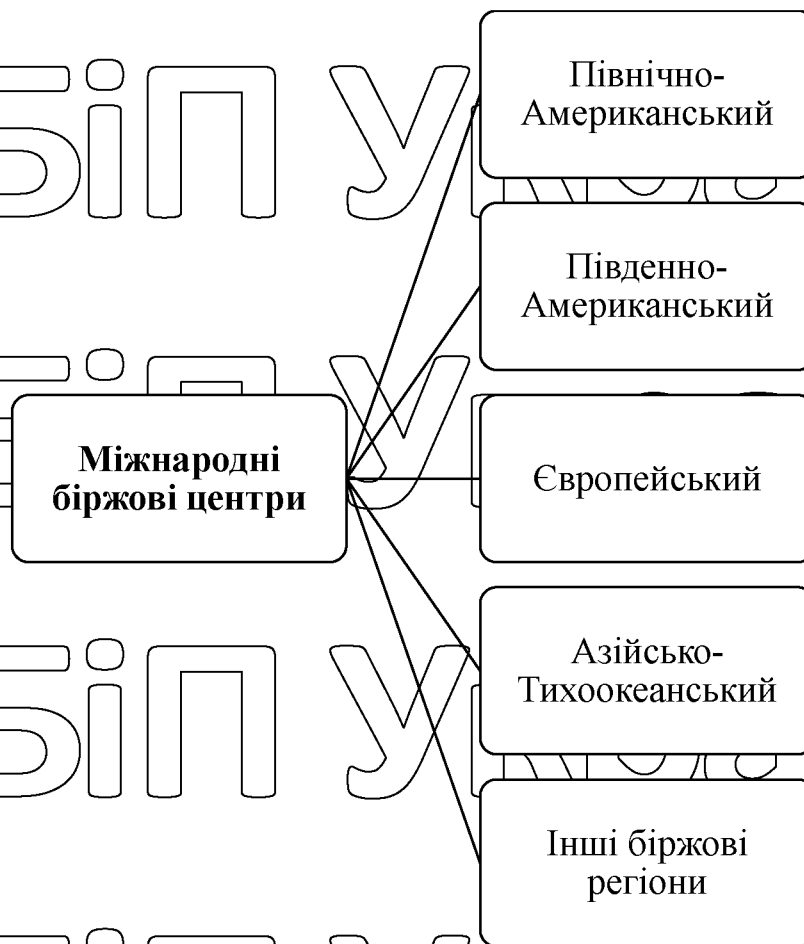 Північно-
Американський
Південно-
Американський
Міжнародні
біржові центри
Європейський
Азійсько-
Тихоокеанський
Інші біржові
регіони